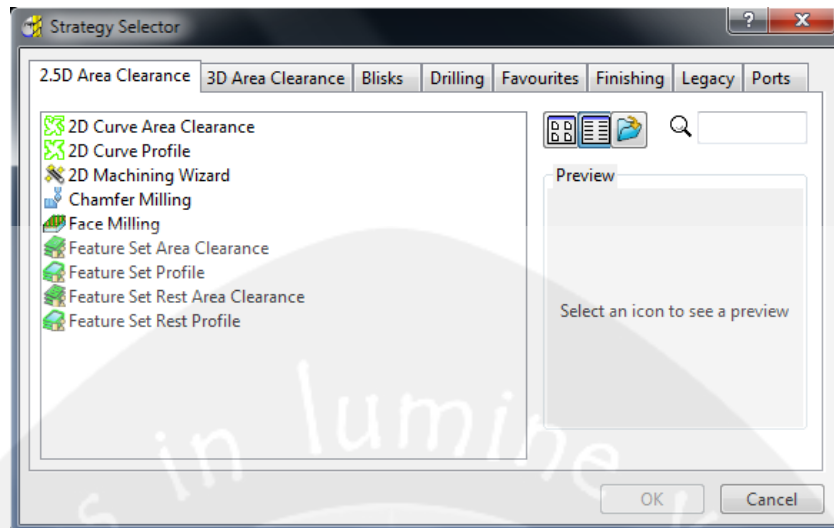 Strategy Selector
2.5D Area Clearance 3D Area Clearance Blisks Drilling Favourites Finishing Legacy Ports
2D Curve Area Clearance
2D Curve Profile
2D Machining Wizard
Chamfer Milling
Face Milling
Feature Set Area Clearance
Feature Set Profile
Feature Set Rest Area Clearance
Feature Set Rest Profile
Preview
Select an icon to see a preview
in lumine
OK Cancel